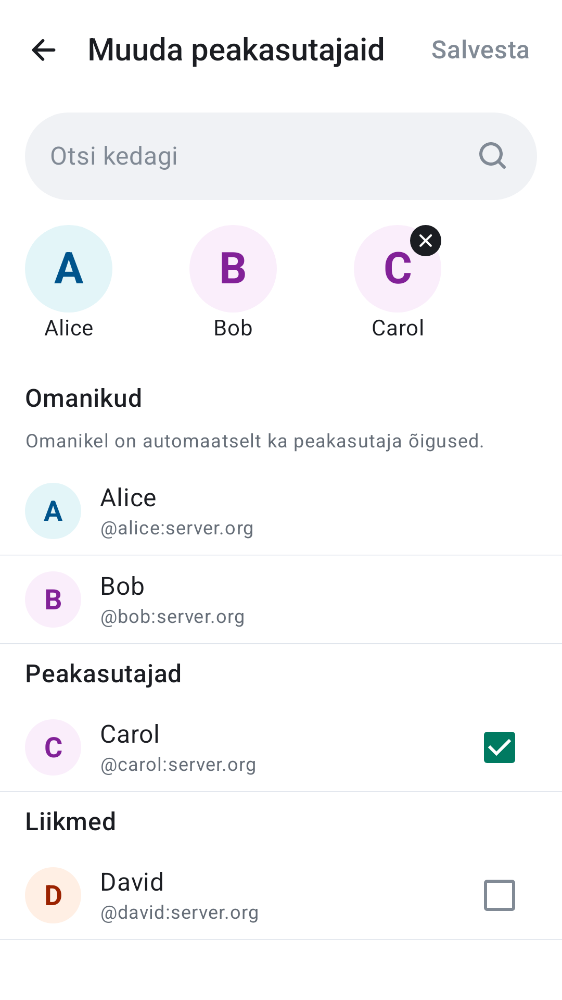 Muuda peakasutajaid
Salvesta
Otsi kedagi
A
B
C
Alice
Bob
Carol
Omanikud
Omanikel on automaatselt ka peakasutaja õigused.
A
Alice
@alice:server.org
B
Bob
@bob:server.org
Peakasutajad
C
Carol
@carol:server.org
Liikmed
D
David
@david:server.org